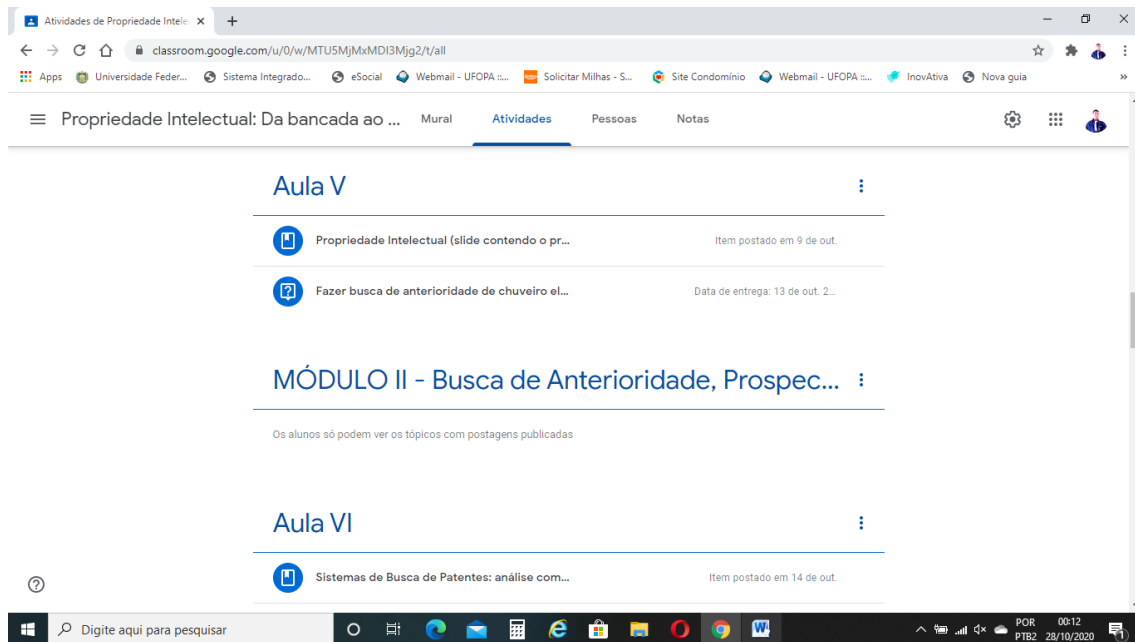 Atividades de Propriedade Intele
classroom.google.com/u/0/w/MTU5MjMxMDI3Mjg2/t/all
Apps Universidade Feder... Sistema Integrado... eSocial Webmail - UFOPA ::... Solicitar Milhas - S... Site Condomínio Webmail - UFOPA ::... InovAtiva Nova guia »
Propriedade Intelectual: Da bancada ao ... Mural Atividades Pessoas Notas
Aula V
Propriedade Intelectual (slide contendo o pr... Item postado em 9 de out.
Fazer busca de anterioridade de chuveiro el... Data de entrega: 13 de out. 2...
MÓDULO II - Busca de Anterioridade, Prospec...
Os alunos só podem ver os tópicos com postagens publicadas
Aula VI
Sistemas de Busca de Patentes: análise com... Item postado em 14 de out.
Digite aqui para pesquisar
POR 00:12
PTB2 28/10/2020